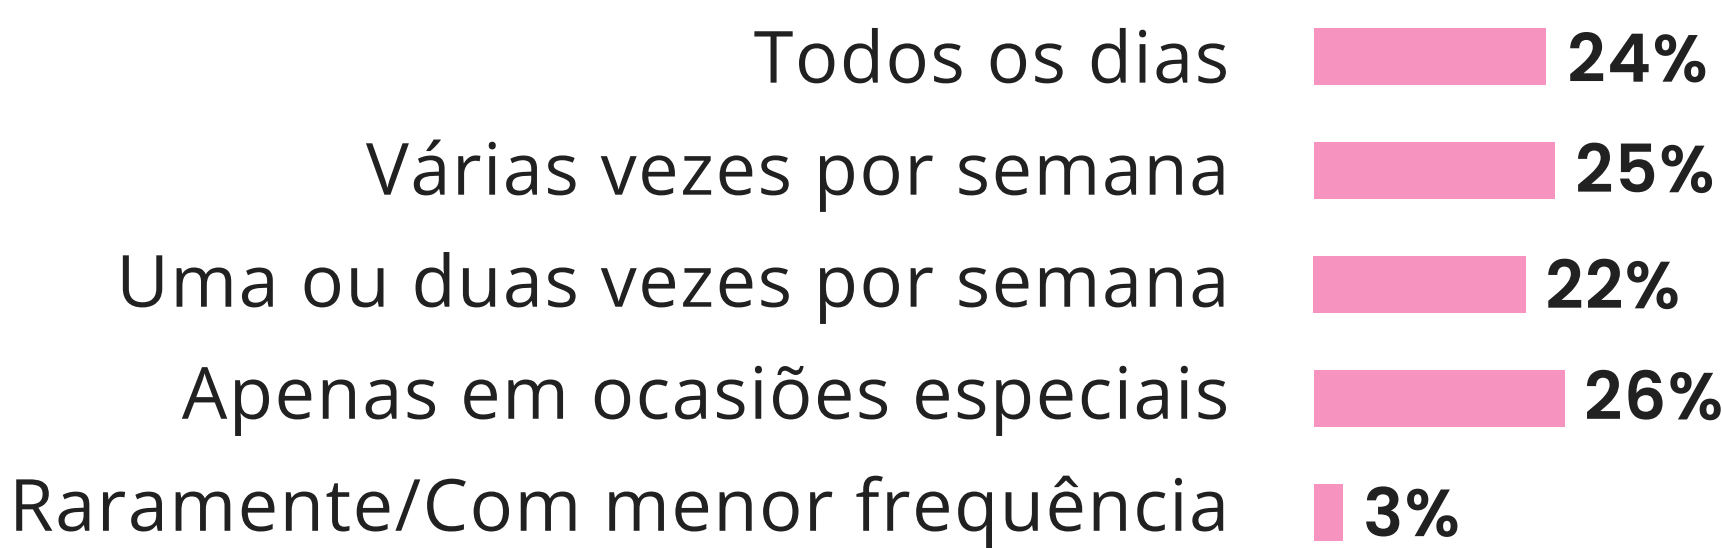 Todos os dias 24%
Várias vezes por semana 25%
Uma ou duas vezes por semana 22%
Apenas em ocasiões especiais 26%
Raramente/Com menor frequência 3%